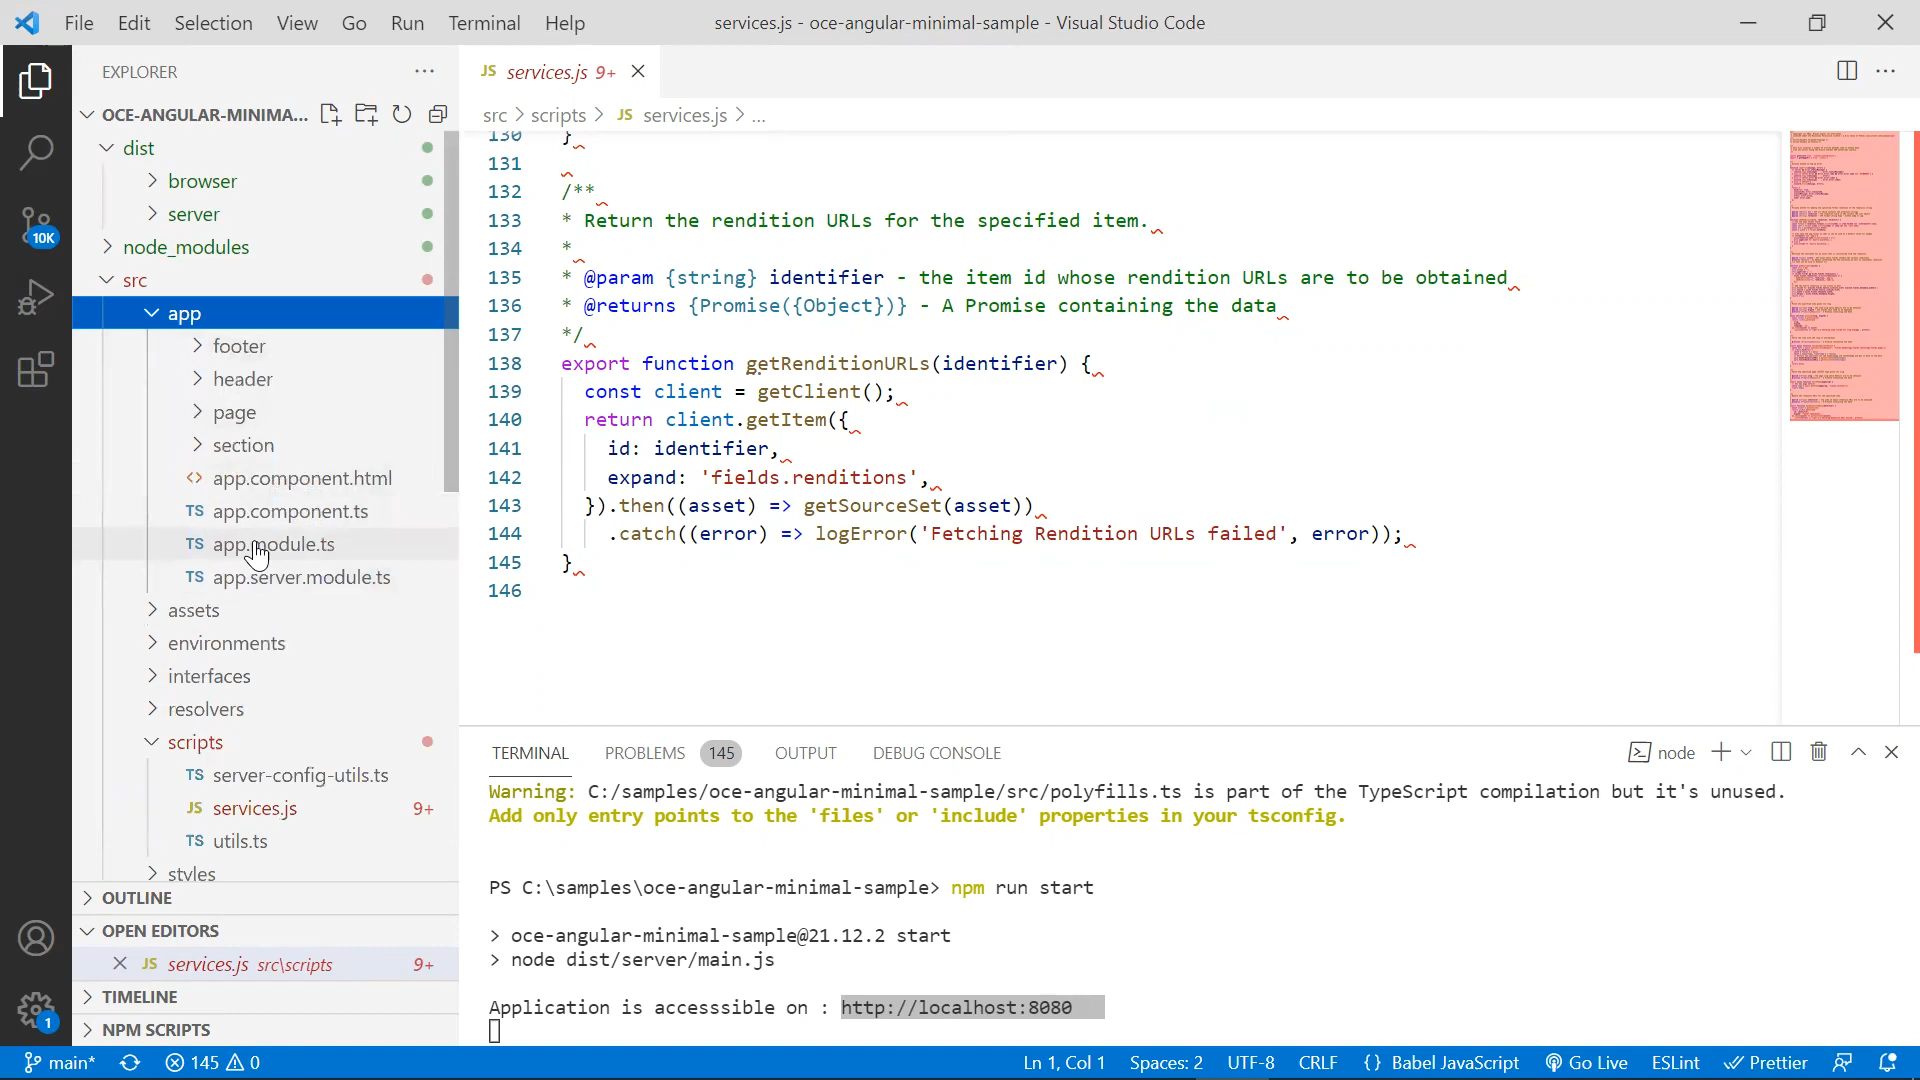 File Edit Selection View Go Run Terminal Help
services.js - oce-angular-minimal-sample - Visual Studio Code
EXPLORER
OCE-ANGULAR-MINIMA...
dist
browser
server
node_modules
src
app
footer
header
page
section
<> app.component.html
TS app.component.ts
TS app.module.ts
TS app.server.module.ts
assets
environments
interfaces
resolvers
scripts
TS server-config-utils.ts
JS services.js 9+
TS utils.ts
styles
OUTLINE
OPEN EDITORS
JS services.js src\scripts 9+
TIMELINE
NPM SCRIPTS
10K
1
JS services.js 9+
src > scripts > JS services.js > ...
130 }
131
132 /**
133 * Return the rendition URLs for the specified item.
134 *
135 * @param {string} identifier - the item id whose rendition URLs are to be obtained
136 * @returns {Promise({Object})} - A Promise containing the data
137 */
138 export function getRenditionURLs(identifier) {
139 const client = getClient();
140 return client.getItem({
141 id: identifier,
142 expand: 'fields.renditions',
143 }).then((asset) => getSourceSet(asset))
144 .catch((error) => logError('Fetching Rendition URLs failed', error));
145 }
146
TERMINAL PROBLEMS 145 OUTPUT DEBUG CONSOLE
node
Warning: C:/samples/oce-angular-minimal-sample/src/polyfills.ts is part of the TypeScript compilation but it's unused.
Add only entry points to the 'files' or 'include' properties in your tsconfig.
PS C:\samples\oce-angular-minimal-sample> npm run start
> oce-angular-minimal-sample@21.12.2 start
> node dist/server/main.js
Application is accesssible on : http://localhost:8080
main* 145 0
Ln 1, Col 1 Spaces: 2 UTF-8 CRLF {} Babel JavaScript Go Live ESLint Prettier